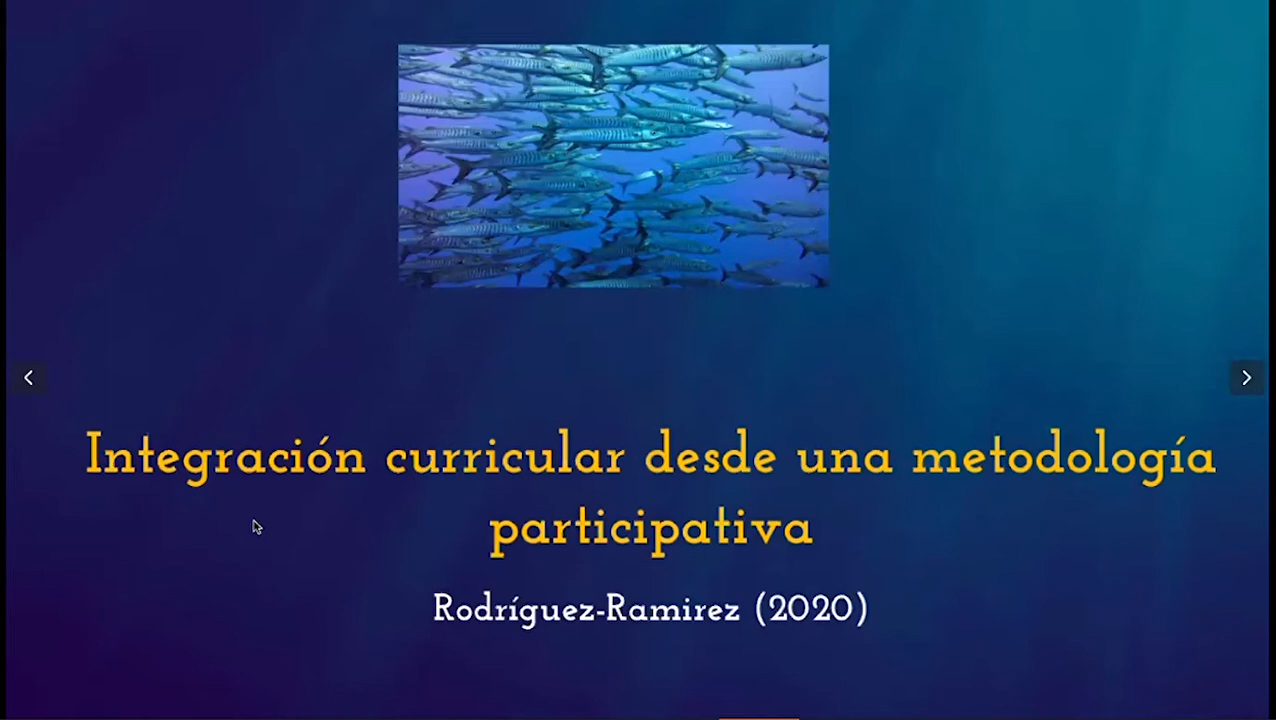 Integración curricular desde una metodología
participativa
Rodríguez-Ramirez (2020)